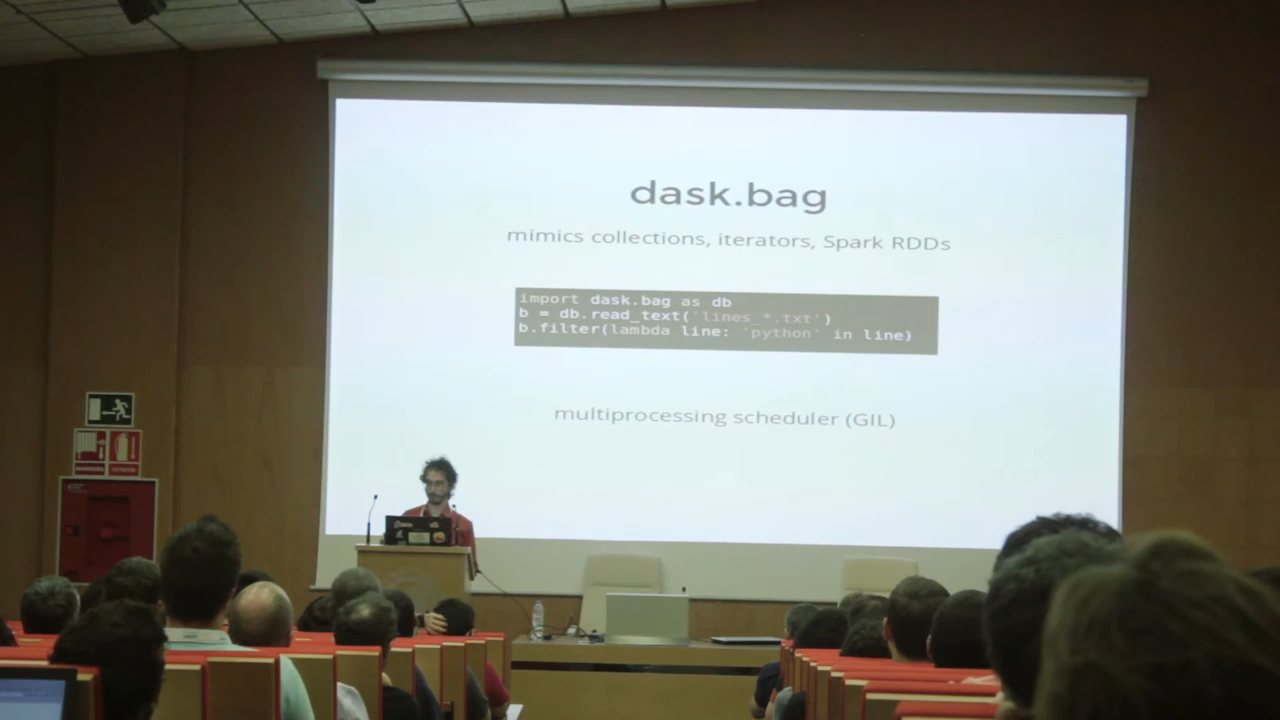 dask.bag
mimics collections, iterators, Spark RDDs
import dask.bag as db
b = db.read_text('lines_*.txt')
b.filter(lambda line: 'python' in line)
multiprocessing scheduler (GIL)